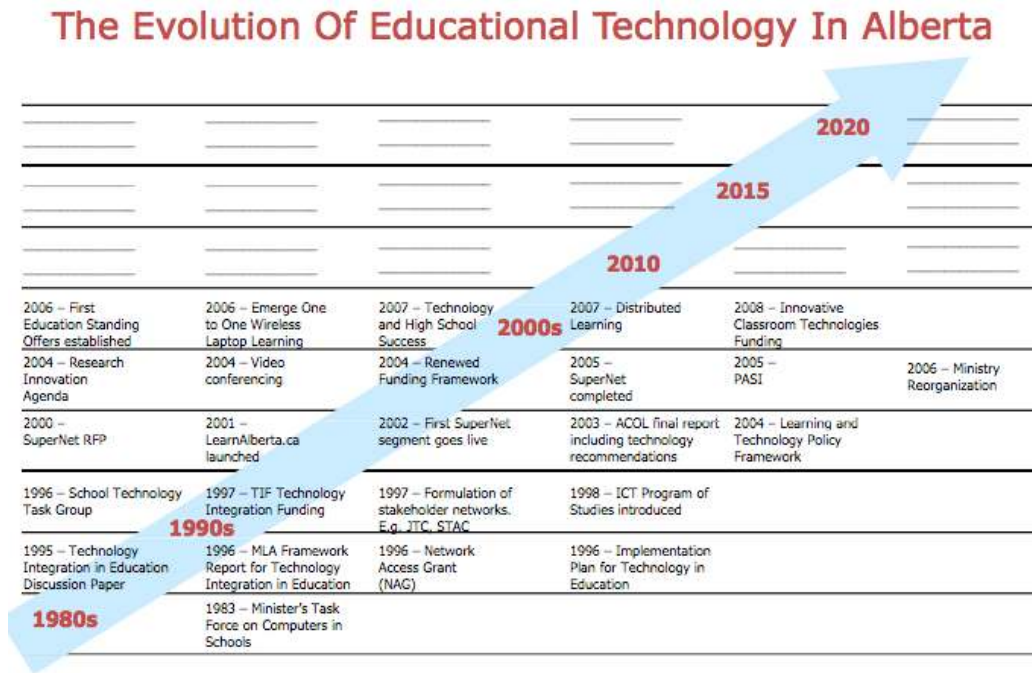 The Evolution Of Educational Technology In Alberta
2020
2015
2010
2006 – First
Education Standing
Offers established
2006 – Emerge One
to One Wireless
Laptop Learning
2007 – Technology
and High School
Success
2000s
2007 – Distributed
Learning
2008 – Innovative
Classroom Technologies
Funding
2004 – Research
Innovation
Agenda
2004 – Video
conferencing
2004 – Renewed
Funding Framework
2005 –
SuperNet
completed
2005 –
PASI
2006 – Ministry
Reorganization
2000 –
SuperNet RFP
2001 –
LearnAlberta.ca
launched
2002 – First SuperNet
segment goes live
2003 – ACOL final report
including technology
recommendations
2004 – Learning and
Technology Policy
Framework
1996 – School Technology
Task Group
1997 – TIF Technology
Integration Funding
1997 – Formulation of
stakeholder networks.
E.g. JTC, STAC
1998 – ICT Program of
Studies introduced
1990s
1995 – Technology
Integration in Education
Discussion Paper
1996 – MLA Framework
Report for Technology
Integration in Education
1996 – Network
Access Grant
(NAG)
1996 – Implementation
Plan for Technology in
Education
1980s
1983 – Minister's Task
Force on Computers in
Schools